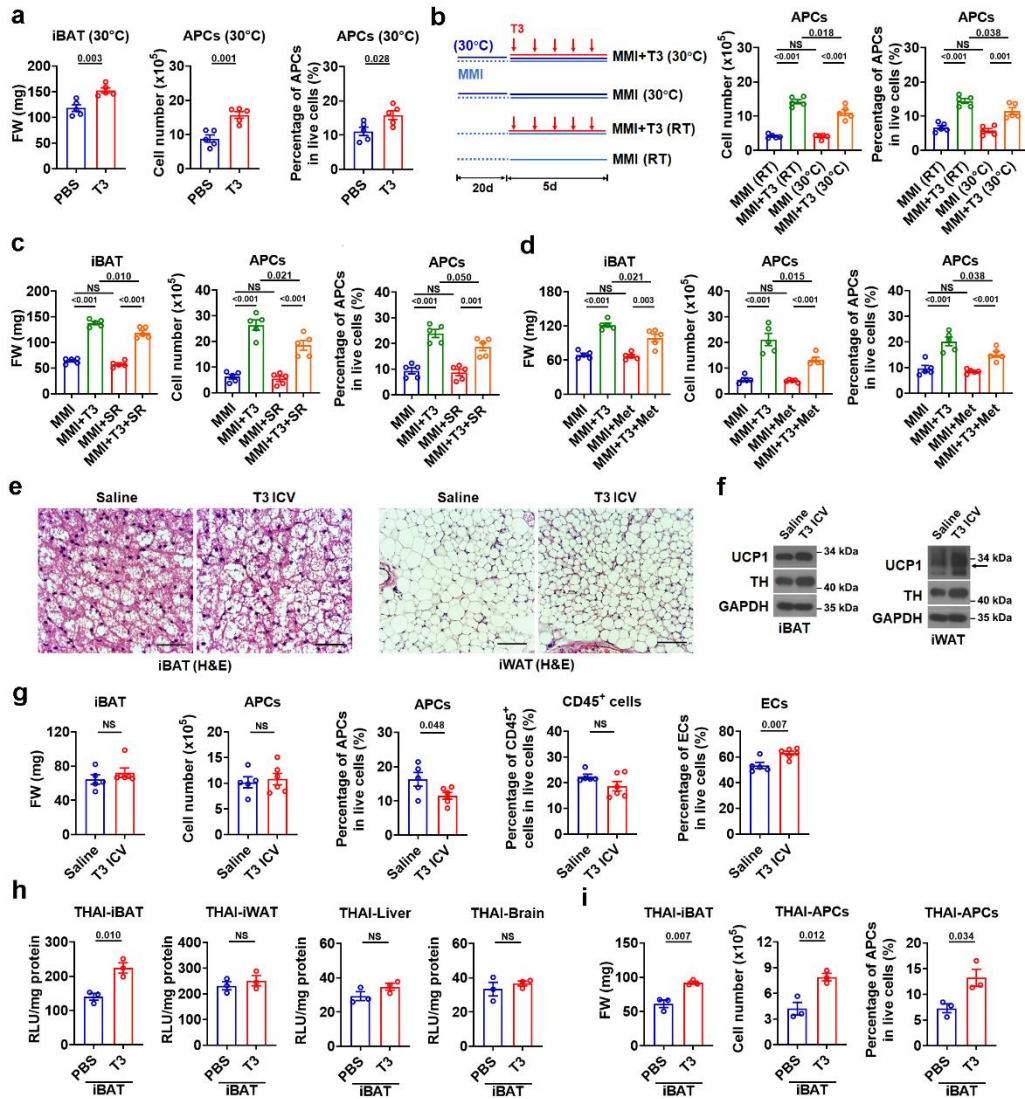 a
iBAT (30°C)
FW (mg)
200
150
100
50
0
0.003
PBS
T3
APCs (30°C)
Cell number (x10⁵)
30
20
10
0
0.001
PBS
T3
APCs (30°C)
Percentage of APCs
in live cells (%)
30
20
10
0
0.028
PBS
T3
b
T3
(30°C)
MMI
MMI+T3 (30°C)
MMI (30°C)
MMI+T3 (RT)
MMI (RT)
20d
5d
APCs
Cell number (x10⁵)
40
30
20
10
0
0.018
NS
<0.001
<0.001
MMI (RT)
MMI+T3 (RT)
MMI (30°C)
MMI+T3 (30°C)
APCs
Percentage of APCs
in live cells (%)
40
30
20
10
0
0.038
NS
<0.001
0.001
MMI (RT)
MMI+T3 (RT)
MMI (30°C)
MMI+T3 (30°C)
c
iBAT
FW (mg)
200
150
100
50
0
0.010
NS
<0.001
<0.001
MMI
MMI+T3
MMI+SR
MMI+T3+SR
APCs
Cell number (x10⁵)
40
30
20
10
0
0.021
NS
<0.001
<0.001
MMI
MMI+T3
MMI+SR
MMI+T3+SR
APCs
Percentage of APCs
in live cells (%)
40
30
20
10
0
0.050
NS
<0.001
0.001
MMI
MMI+T3
MMI+SR
MMI+T3+SR
d
iBAT
FW (mg)
180
120
60
0
0.021
NS
<0.001
0.003
MMI
MMI+T3
MMI+Met
MMI+T3+Met
APCs
Cell number (x10⁵)
40
30
20
10
0
0.015
NS
<0.001
<0.001
MMI
MMI+T3
MMI+Met
MMI+T3+Met
APCs
Percentage of APCs
in live cells (%)
40
30
20
10
0
0.038
NS
<0.001
<0.001
MMI
MMI+T3
MMI+Met
MMI+T3+Met
e
Saline
T3 ICV
iBAT (H&E)
Saline
T3 ICV
iWAT (H&E)
f
Saline
T3 ICV
UCP1
TH
GAPDH
34 kDa
40 kDa
35 kDa
iBAT
Saline
T3 ICV
UCP1
TH
GAPDH
34 kDa
40 kDa
35 kDa
iWAT
g
iBAT
FW (mg)
150
100
50
0
NS
Saline
T3 ICV
APCs
Cell number (x10⁵)
25
20
15
10
5
0
NS
Saline
T3 ICV
APCs
Percentage of APCs
in live cells (%)
30
20
10
0
0.048
Saline
T3 ICV
CD45⁺ cells
Percentage of CD45⁺
cells in live cells (%)
40
30
20
10
0
NS
Saline
T3 ICV
ECs
Percentage of ECs
in live cells (%)
100
80
60
40
20
0
0.007
Saline
T3 ICV
h
THAI-iBAT
RLU/mg protein
300
200
100
0
0.010
PBS
T3
iBAT
THAI-iWAT
RLU/mg protein
400
300
200
100
0
NS
PBS
T3
iBAT
THAI-Liver
RLU/mg protein
60
40
20
0
NS
PBS
T3
iBAT
THAI-Brain
RLU/mg protein
60
40
20
0
NS
PBS
T3
iBAT
i
THAI-iBAT
FW (mg)
150
100
50
0
0.007
PBS
T3
iBAT
THAI-APCs
Cell number (x10⁵)
12
9
6
3
0
0.012
PBS
T3
iBAT
THAI-APCs
Percentage of APCs
in live cells (%)
20
15
10
5
0
0.034
PBS
T3
iBAT